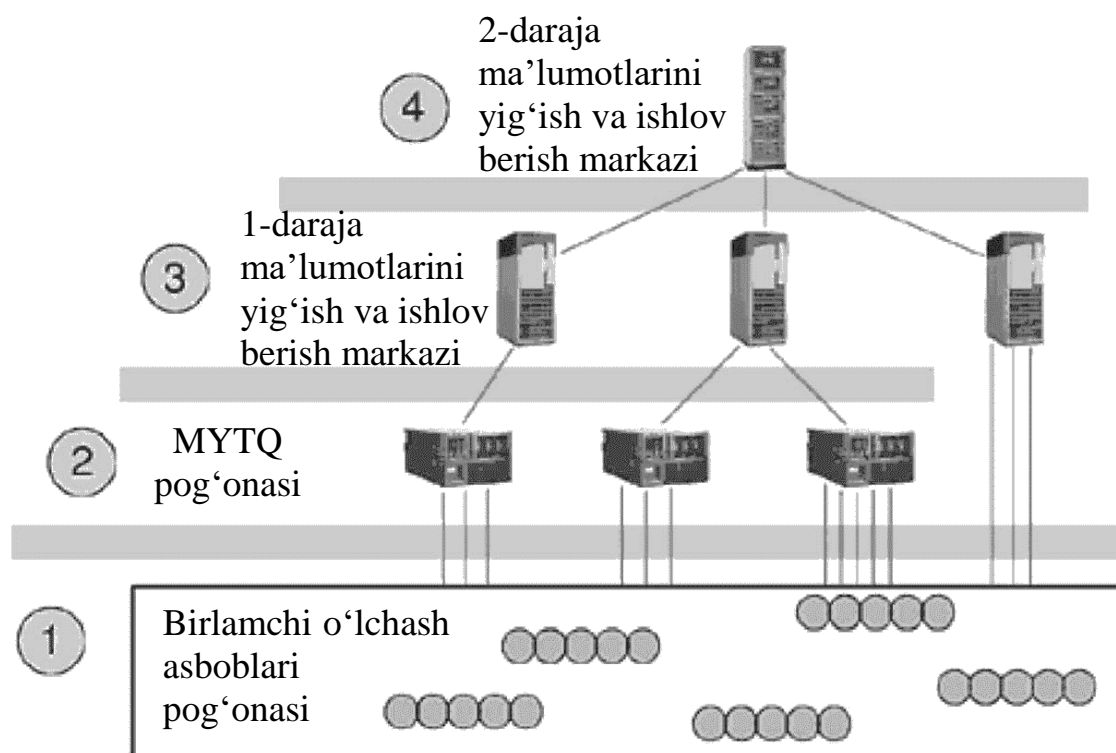 4
2-daraja
ma’lumotlarini
yig‘ish va ishlov
berish markazi
3
1-daraja
ma’lumotlarini
yig‘ish va ishlov
berish markazi
2
MYTQ
pog‘onasi
1
Birlamchi o‘lchash
asboblari
pog‘onasi